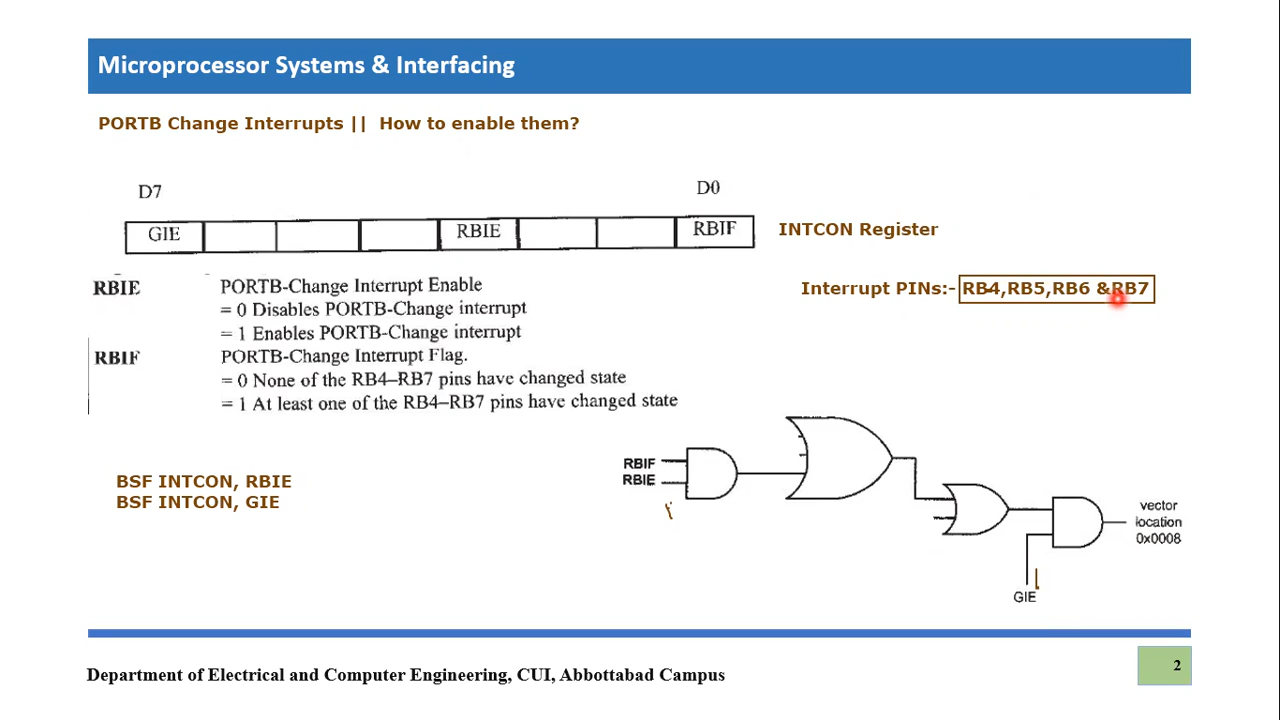 Microprocessor Systems & Interfacing
PORTB Change Interrupts || How to enable them?
D7 D0
GIE RBIE RBIF INTCON Register
RBIE PORTB-Change Interrupt Enable
= 0 Disables PORTB-Change interrupt
= 1 Enables PORTB-Change interrupt
RBIF PORTB-Change Interrupt Flag.
= 0 None of the RB4–RB7 pins have changed state
= 1 At least one of the RB4–RB7 pins have changed state
Interrupt PINs:- RB4,RB5,RB6 &RB7
BSF INTCON, RBIE
BSF INTCON, GIE
RBIF
RBIE
vector
location
0x0008
GIE
Department of Electrical and Computer Engineering, CUI, Abbottabad Campus
2